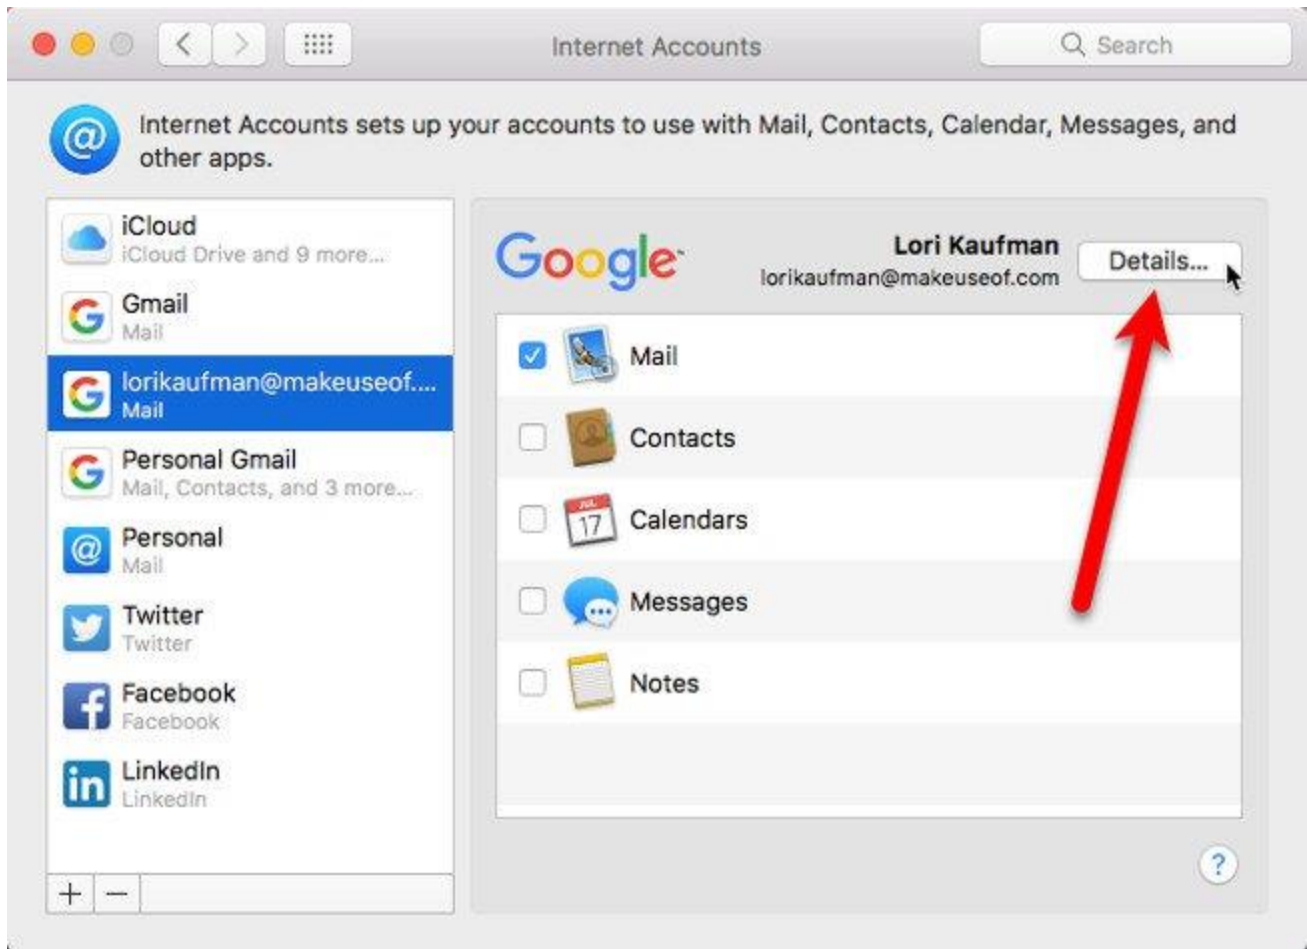 Internet Accounts
Search
Internet Accounts sets up your accounts to use with Mail, Contacts, Calendar, Messages, and
other apps.
iCloud
iCloud Drive and 9 more...
Gmail
Mail
lorikaufman@makeuseof....
Mail
Personal Gmail
Mail, Contacts, and 3 more...
Personal
Mail
Twitter
Twitter
Facebook
Facebook
LinkedIn
LinkedIn
Google
Lori Kaufman
lorikaufman@makeuseof.com
Details...
Mail
Contacts
JUL
17
Calendars
Messages
Notes